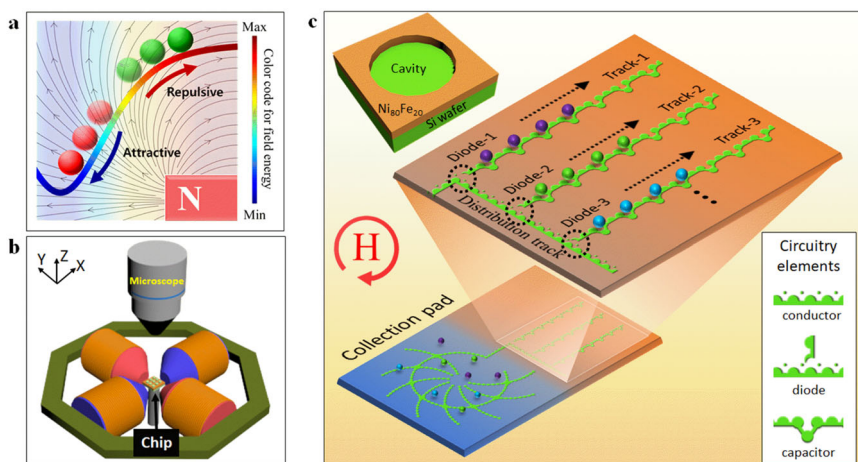 a
Max
Repulsive
Attractive
N
Color code for field energy
Min
b
Y
Z
X
Microscope
Chip
c
Cavity
Ni80Fe20
Si wafer
Track-1
Track-2
Track-3
Diode-1
Diode-2
Diode-3
Distribution track
H
Collection pad
Circuitry
elements
conductor
diode
capacitor